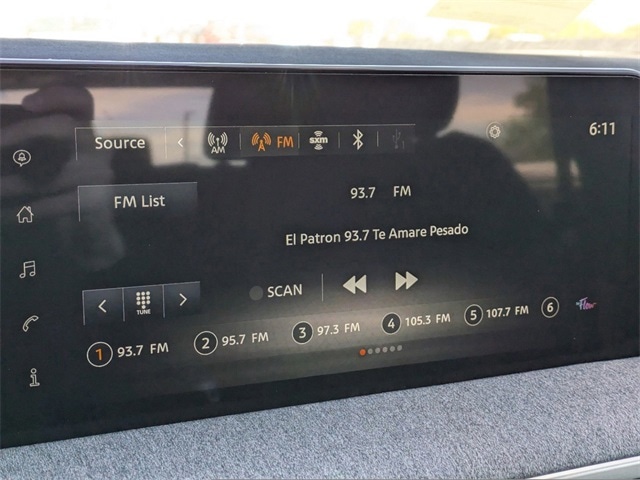 Source
AM
FM
sxm
6:11
FM List
93.7 FM
El Patron 93.7 Te Amare Pesado
TUNE
SCAN
1 93.7 FM
2 95.7 FM
3 97.3 FM
4 105.3 FM
5 107.7 FM
6
Flow